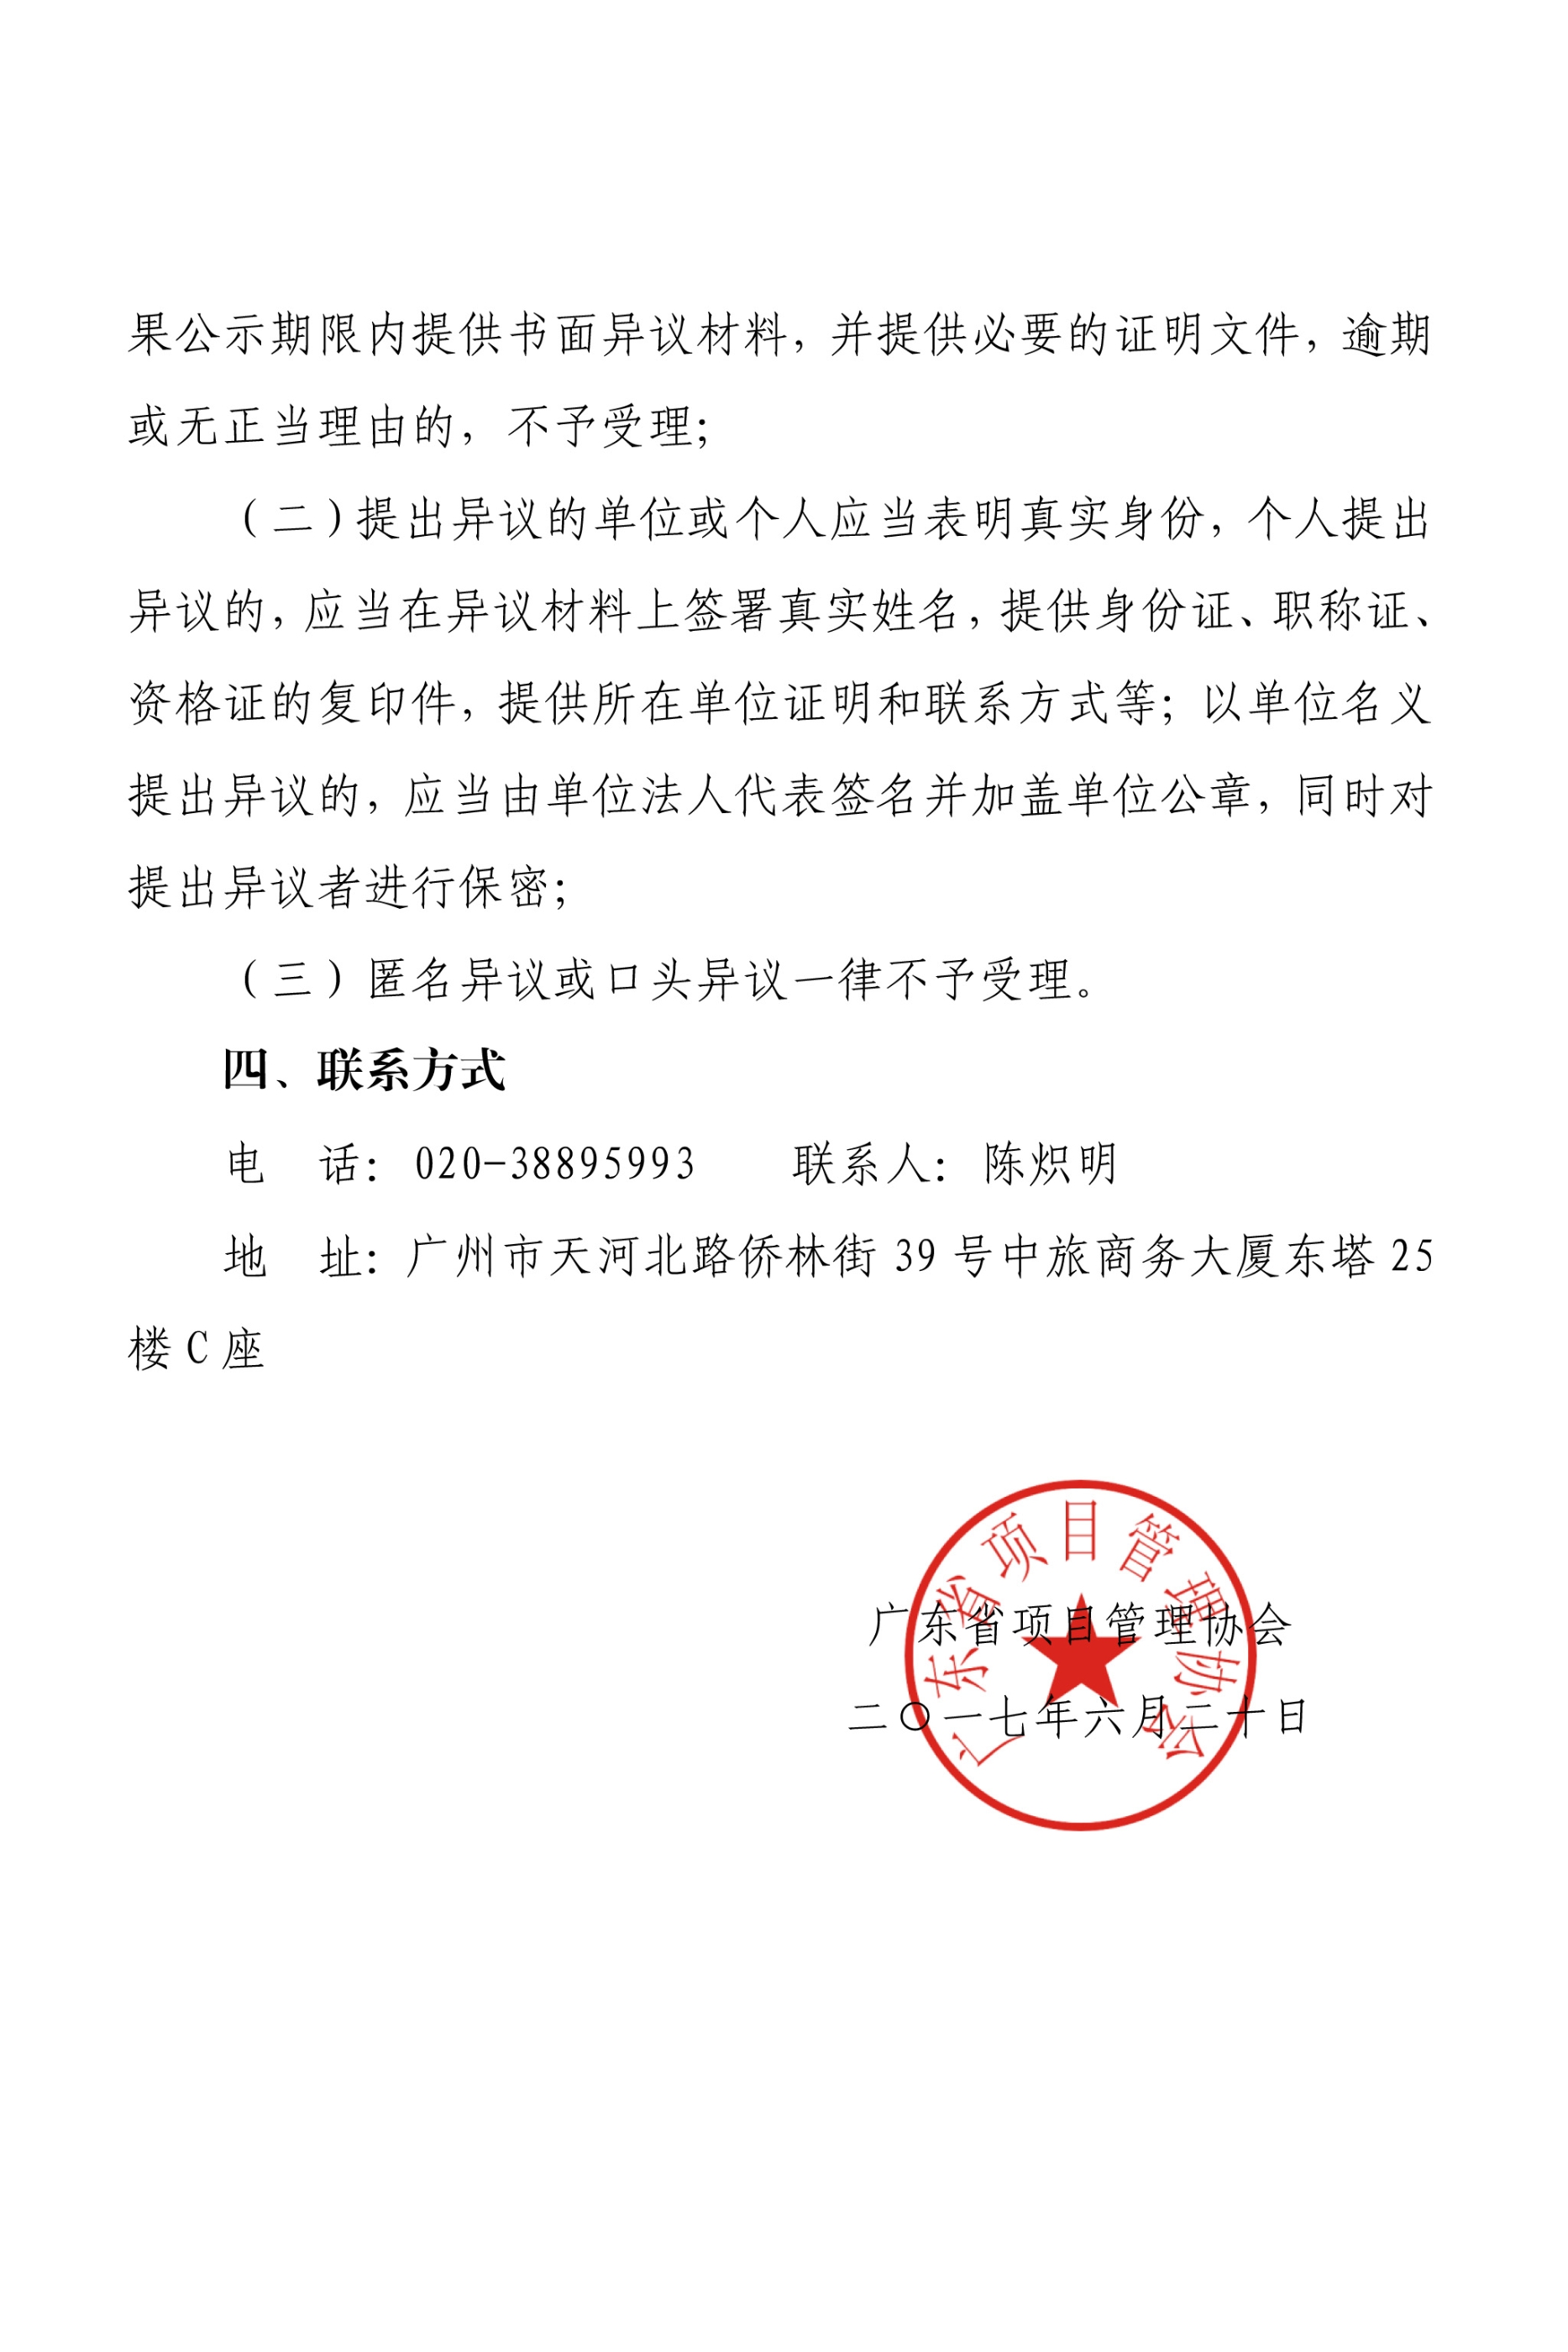 果公示期限内提供书面异议材料，并提供必要的证明文件，逾期
或无正当理由的，不予受理；
（二）提出异议的单位或个人应当表明真实身份，个人提出
异议的，应当在异议材料上签署真实姓名，提供身份证、职称证、
资格证的复印件，提供所在单位证明和联系方式等；以单位名义
提出异议的，应当由单位法人代表签名并加盖单位公章，同时对
提出异议者进行保密；
（三）匿名异议或口头异议一律不予受理。
四、联系方式
电　话：020-38895993　　联系人：陈炽明
地　址：广州市天河北路侨林街 39 号中旅商务大厦东塔 25
楼 C 座
广东省项目管理协会
广东省项目管理协会
二〇一七年六月二十日